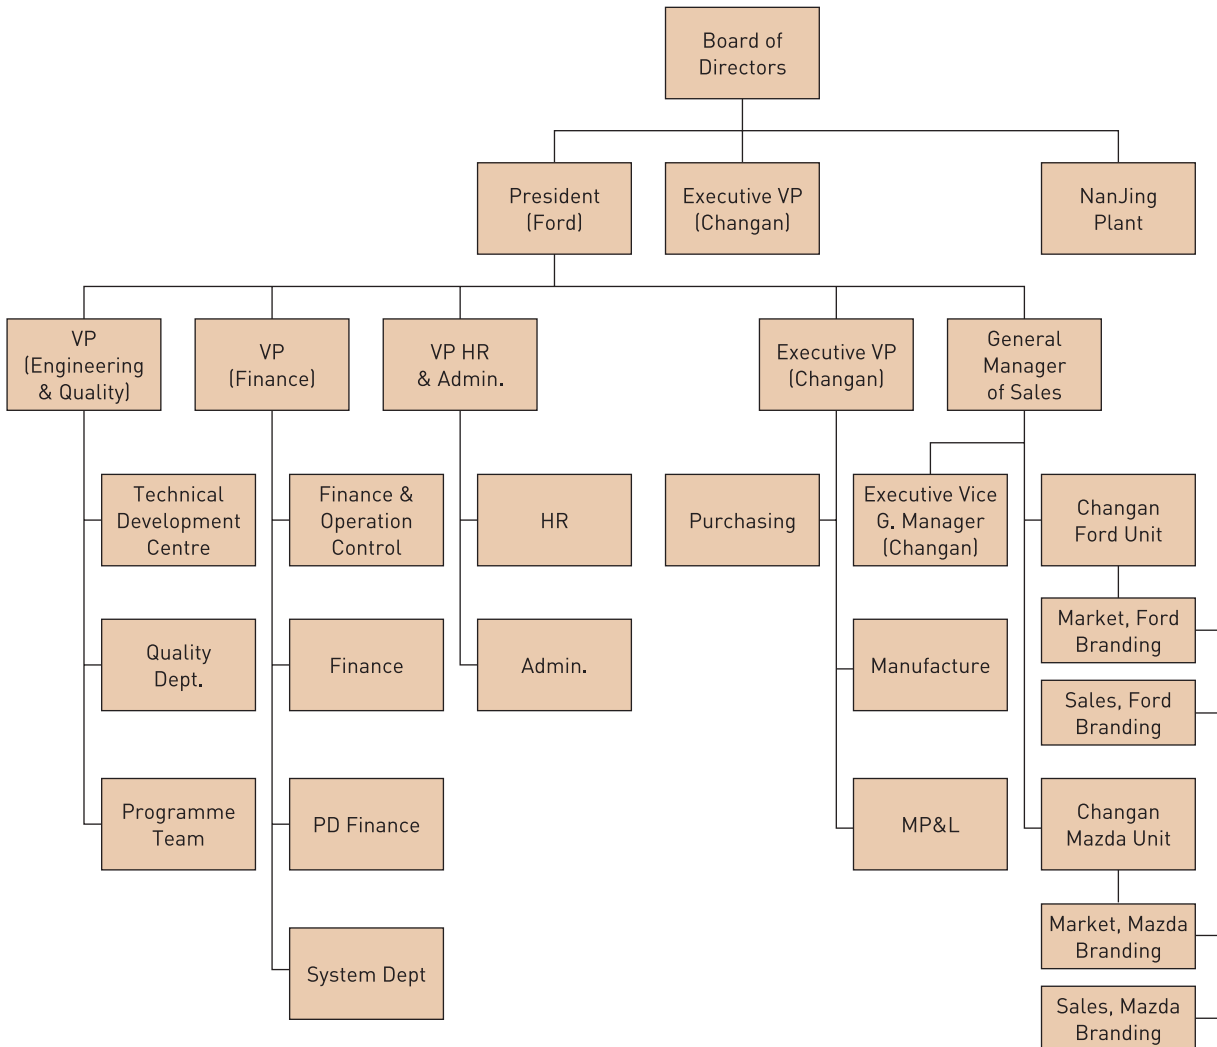 Board of
Directors
President
(Ford)
Executive VP
(Changan)
NanJing
Plant
VP
(Engineering
& Quality)
VP
(Finance)
VP HR
& Admin.
Executive VP
(Changan)
General
Manager
of Sales
Technical
Development
Centre
Finance &
Operation
Control
HR
Purchasing
Executive Vice
G. Manager
(Changan)
Changan
Ford Unit
Market, Ford
Branding
Quality
Dept.
Finance
Admin.
Manufacture
Sales, Ford
Branding
Programme
Team
PD Finance
MP&L
Changan
Mazda Unit
Market, Mazda
Branding
System Dept
Sales, Mazda
Branding